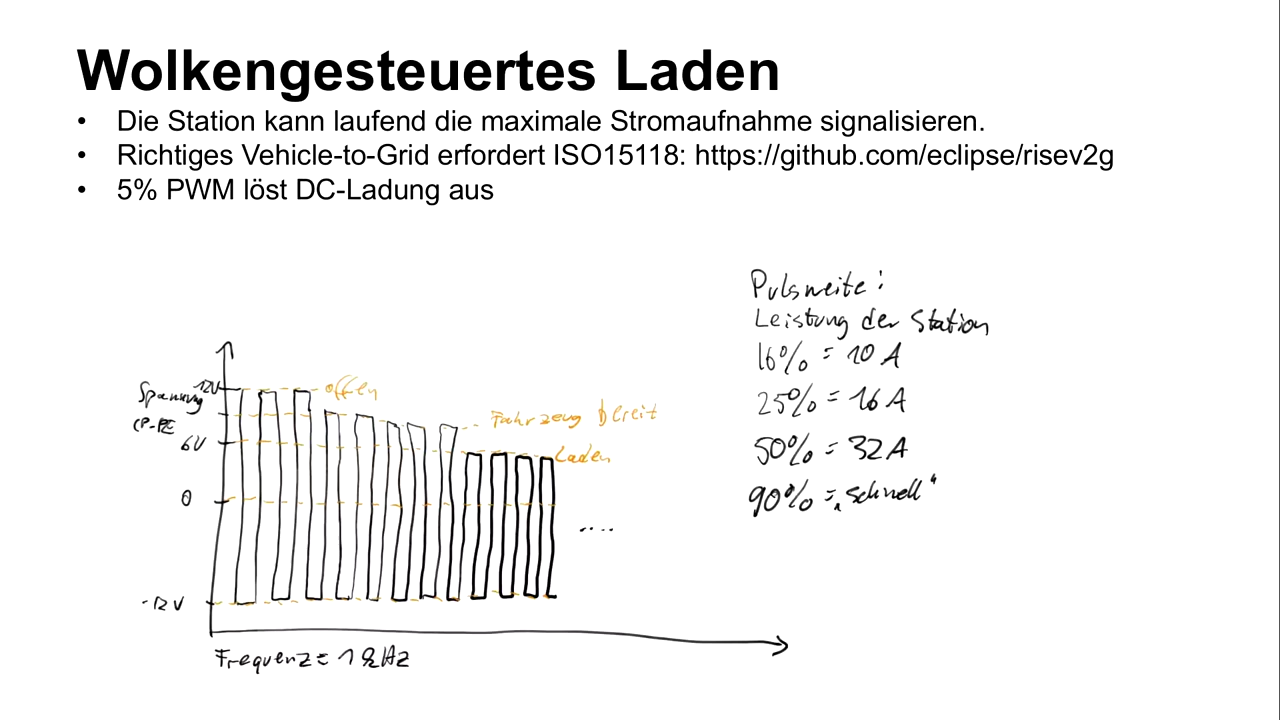 Wolkengesteuertes Laden
• Die Station kann laufend die maximale Stromaufnahme signalisieren.
• Richtiges Vehicle-to-Grid erfordert ISO15118: https://github.com/eclipse/risev2g
• 5% PWM löst DC-Ladung aus
Pulsweite:
Leistung der Station
16% = 10 A
25% = 16 A
50% = 32 A
90% = „schnell“
Spannung
CP-PE
12V
offen
Fahrzeug bereit
6V
Laden
0
....
-12V
Frequenz = 1 kHz